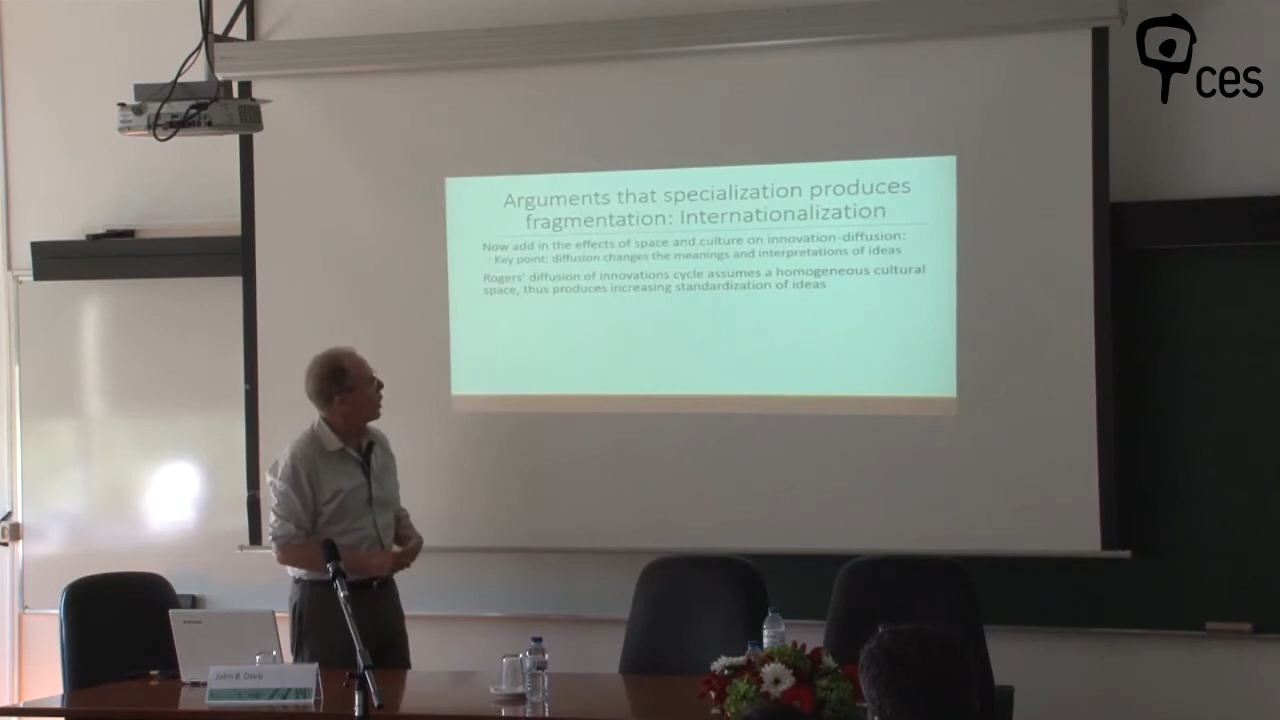 ces
Arguments that specialization produces
fragmentation: Internationalization
Now add in the effects of space and culture on innovation-diffusion:
Key point: diffusion changes the meanings and interpretations of ideas
Rogers' diffusion of innovations cycle assumes a homogeneous cultural
space, thus produces increasing standardization of ideas
John B. Davis